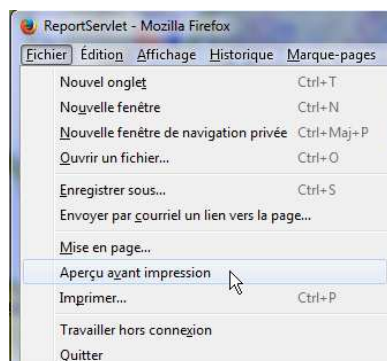 ReportServlet - Mozilla Firefox
Fichier Édition Affichage Historique Marque-pages
Nouvel onglet Ctrl+T
Nouvelle fenêtre Ctrl+N
Nouvelle fenêtre de navigation privée Ctrl+Maj+P
Ouvrir un fichier... Ctrl+O
Enregistrer sous... Ctrl+S
Envoyer par courriel un lien vers la page...
Mise en page...
Aperçu avant impression
Imprimer... Ctrl+P
Travailler hors connexion
Quitter